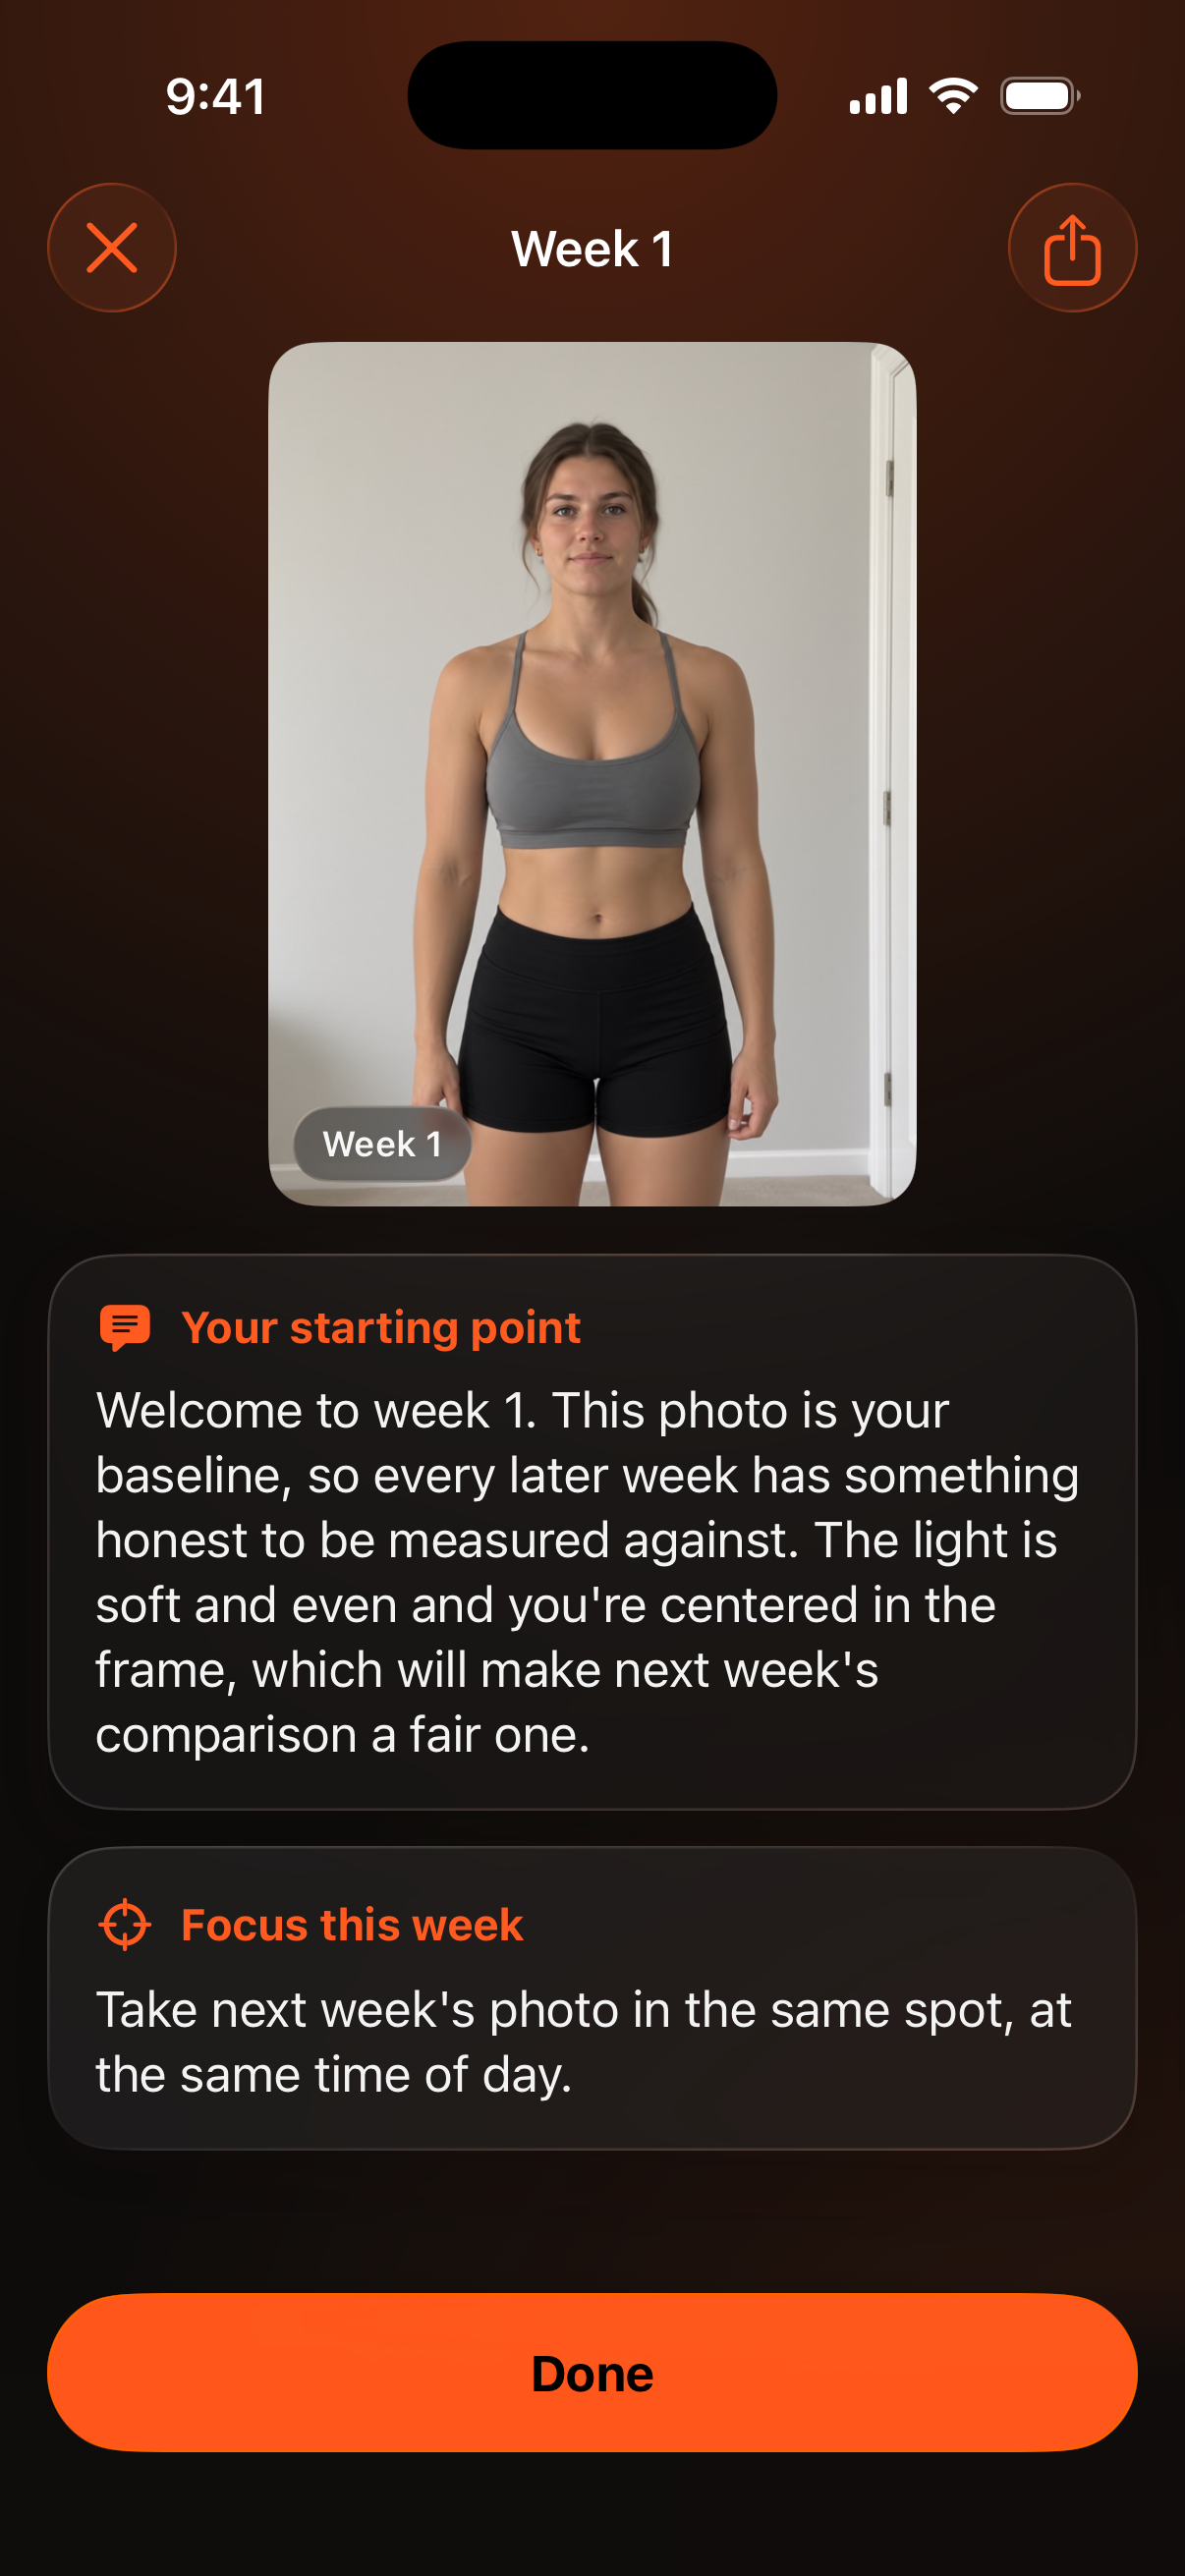 9:41
Week 1
Week 1
Your starting point
Welcome to week 1. This photo is your
baseline, so every later week has something
honest to be measured against. The light is
soft and even and you're centered in the
frame, which will make next week's
comparison a fair one.
Focus this week
Take next week's photo in the same spot, at
the same time of day.
Done